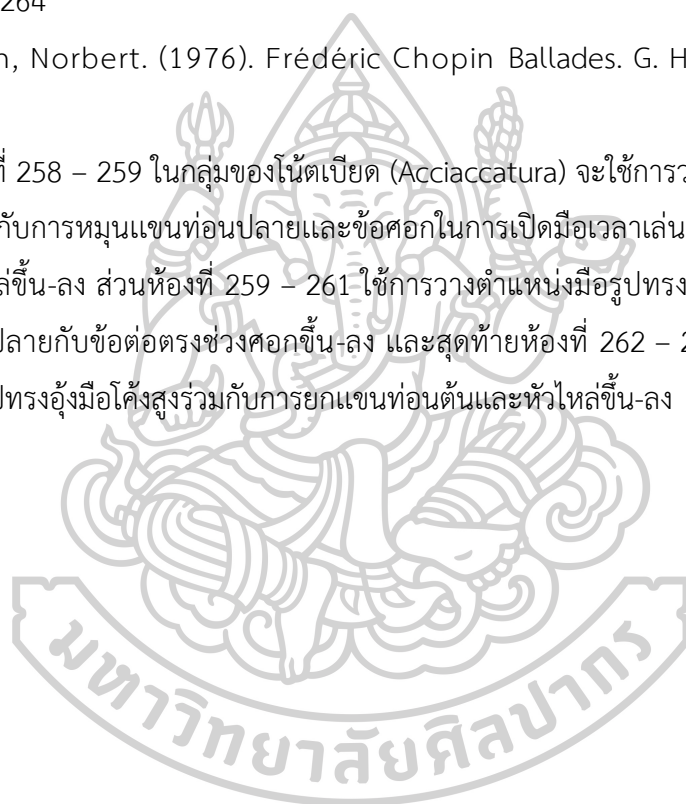 264
n, Norbert. (1976). Frédéric Chopin Ballades. G. H
ที่ 258 – 259 ในกลุ่มของโน้ตเบียด (Acciaccatura) จะใช้การว
กับการหมุนแขนท่อนปลายและข้อศอกในการเปิดมือเวลาเล่น
ล่ขึ้น-ลง ส่วนห้องที่ 259 – 261 ใช้การวางตำแหน่งมือรูปทรง
ปลายกับข้อต่อตรงช่วงศอกขึ้น-ลง และสุดท้ายห้องที่ 262 – 2
ปทรงอุ้งมือโค้งสูงร่วมกับการยกแขนท่อนต้นและหัวไหล่ขึ้น-ลง
มหาวิทยาลัยศิลปากร